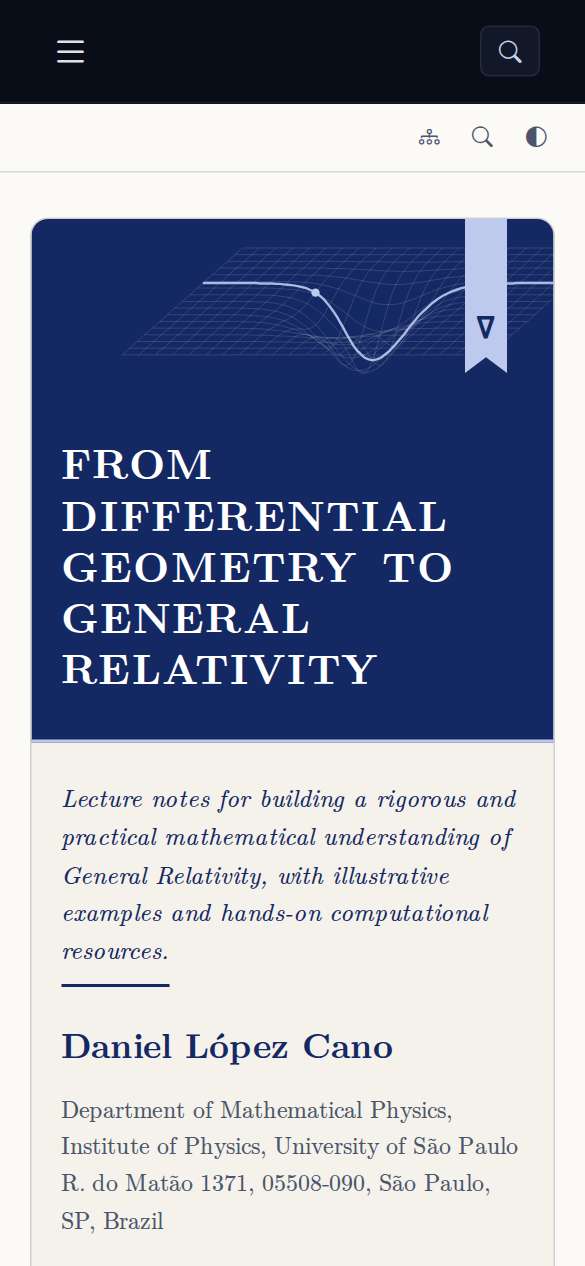 ∇
FROM
DIFFERENTIAL
GEOMETRY TO
GENERAL
RELATIVITY
Lecture notes for building a rigorous and
practical mathematical understanding of
General Relativity, with illustrative
examples and hands-on computational
resources.
Daniel López Cano
Department of Mathematical Physics,
Institute of Physics, University of São Paulo
R. do Matão 1371, 05508-090, São Paulo,
SP, Brazil